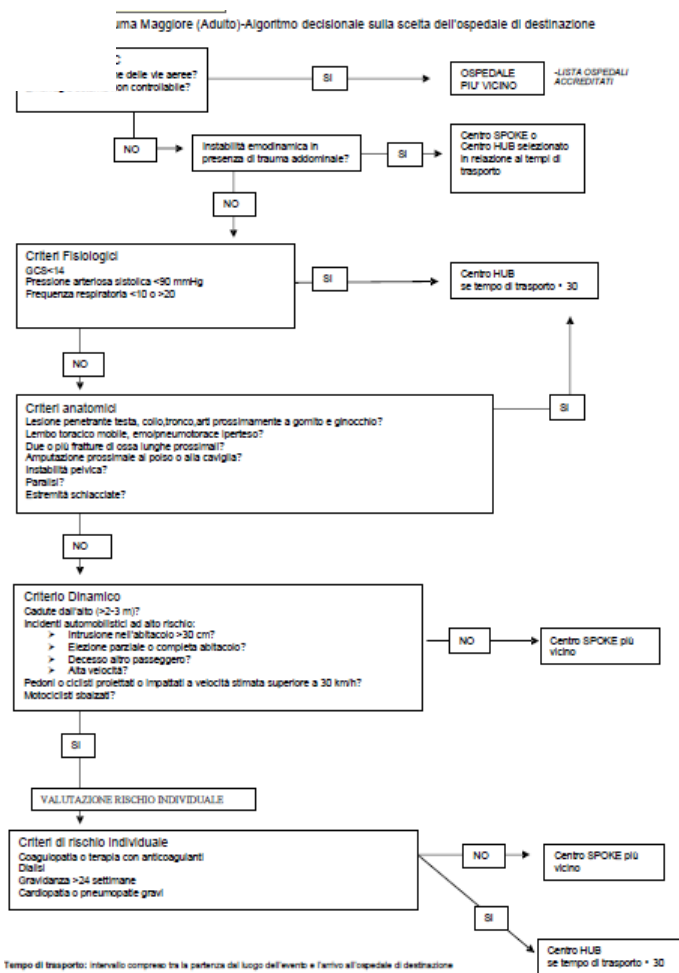 uma Maggiore (Adulto)-Algoritmo decisionale sulla scelta dell'ospedale di destinazione
C
ne delle vie aeree?
on controllabile?
SI
OSPEDALE
PIU' VICINO
-LISTA OSPEDALI
ACCREDITATI
NO
Instabilità emodinamica in
presenza di trauma addominale?
SI
Centro SPOKE o
Centro HUB selezionato
in relazione ai tempi di
trasporto
NO
Criteri Fisiologici
GCS<14
Pressione arteriosa sistolica <90 mmHg
Frequenza respiratoria <10 o >20
SI
Centro HUB
se tempo di trasporto • 30
NO
Criteri anatomici
Lesione penetrante testa, collo,tronco,arti prossimamente a gomito e ginocchio?
Lembo toracico mobile, emo/pneumotorace iperteso?
Due o più fratture di ossa lunghe prossimali?
Amputazione prossimale al polso o alla caviglia?
Instabilità pelvica?
Paralisi?
Estremità schiacciate?
SI
NO
Criterio Dinamico
Cadute dall'alto (>2-3 m)?
Incidenti automobilistici ad alto rischio:
➤ Intrusione nell'abitacolo >30 cm?
➤ Elezione parziale o completa abitacolo?
➤ Decesso altro passeggero?
➤ Alta velocità?
Pedoni o ciclisti proiettati o impattati a velocità stimata superiore a 30 km/h?
Motociclisti sbalzati?
NO
Centro SPOKE più
vicino
SI
VALUTAZIONE RISCHIO INDIVIDUALE
Criteri di rischio individuale
Coagulopatia o terapia con anticoagulanti
Dialisi
Gravidanza >24 settimane
Cardiopatia o pneumopatie gravi
NO
Centro SPOKE più
vicino
SI
Centro HUB
se tempo di trasporto • 30
Tempo di trasporto: intervallo compreso tra la partenza dal luogo dell'evento e l'arrivo all'ospedale di destinazione